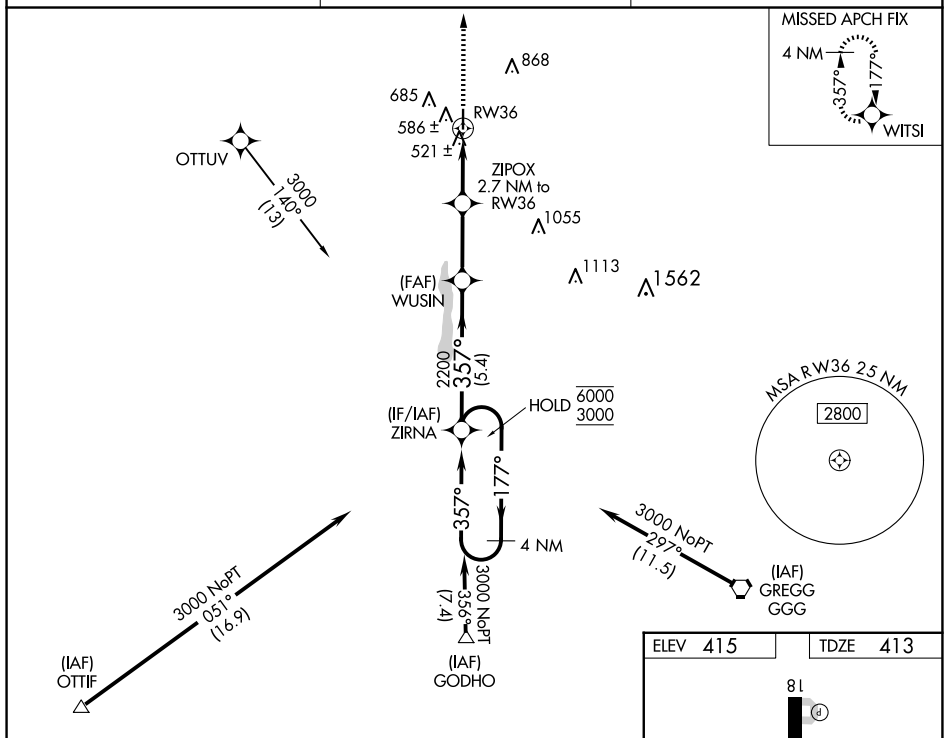 MISSED APCH FIX
4 NM
357°
177°
WITSI
868
685
RW36
586 ±
521 ±
OTTUV
3000
140°
(13)
ZIPOX
2.7 NM to
RW36
1055
1113
1562
(FAF)
WUSIN
2200
357°
(5.4)
MSA RW36 25 NM
2800
(IF/IAF)
ZIRNA
HOLD
6000
3000
357°
177°
4 NM
3000 NoPT
356°
(7.4)
(IAF)
GODHO
3000 NoPT
051°
(16.9)
(IAF)
OTTIF
3000 NoPT
297°
(11.5)
(IAF)
GREGG
GGG
ELEV 415
TDZE 413
18
P